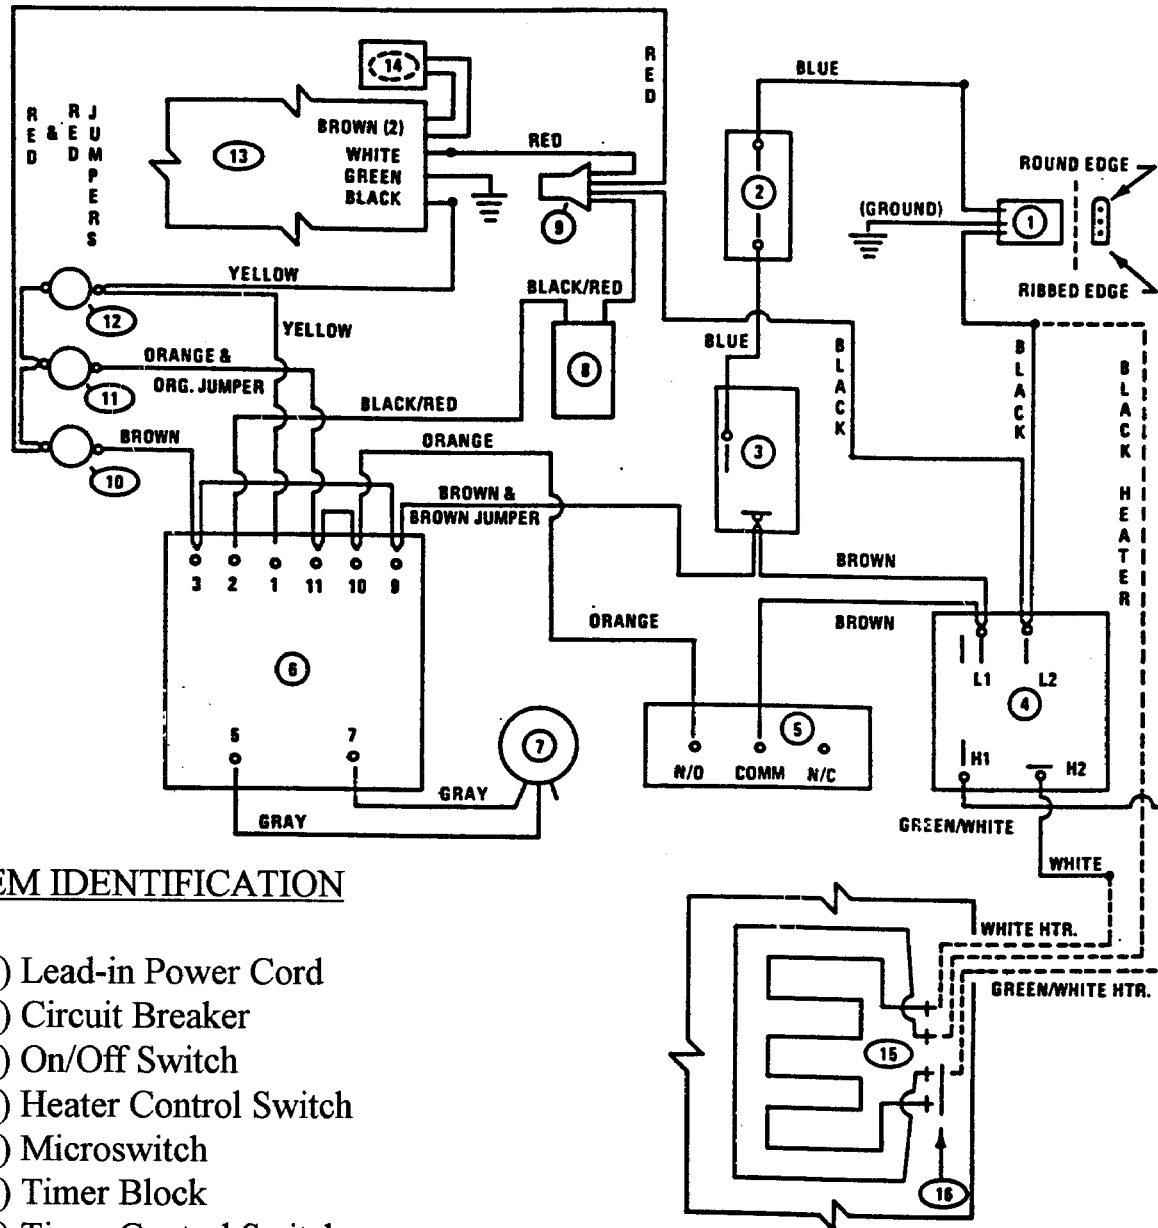 14
RED & RED JUMPERS
RED
BLUE
BROWN (2)
WHITE
GREEN
BLACK
13
RED
9
2
(GROUND)
1
ROUND EDGE
RIBBED EDGE
YELLOW
12
YELLOW
BLACK/RED
8
BLUE
BLACK
BLACK
BLACK HEATER
ORANGE &
ORG. JUMPER
11
BLACK/RED
ORANGE
3
BROWN
10
BROWN &
BROWN JUMPER
BROWN
3 2 1 11 10 9
6
5 7
ORANGE
BROWN
L1 L2
4
H1 H2
5
N/O COMM N/C
7
GRAY
GRAY
GREEN/WHITE
WHITE
EM IDENTIFICATION
) Lead-in Power Cord
) Circuit Breaker
) On/Off Switch
) Heater Control Switch
) Microswitch
) Timer Block
WHITE HTR.
GREEN/WHITE HTR.
15
16